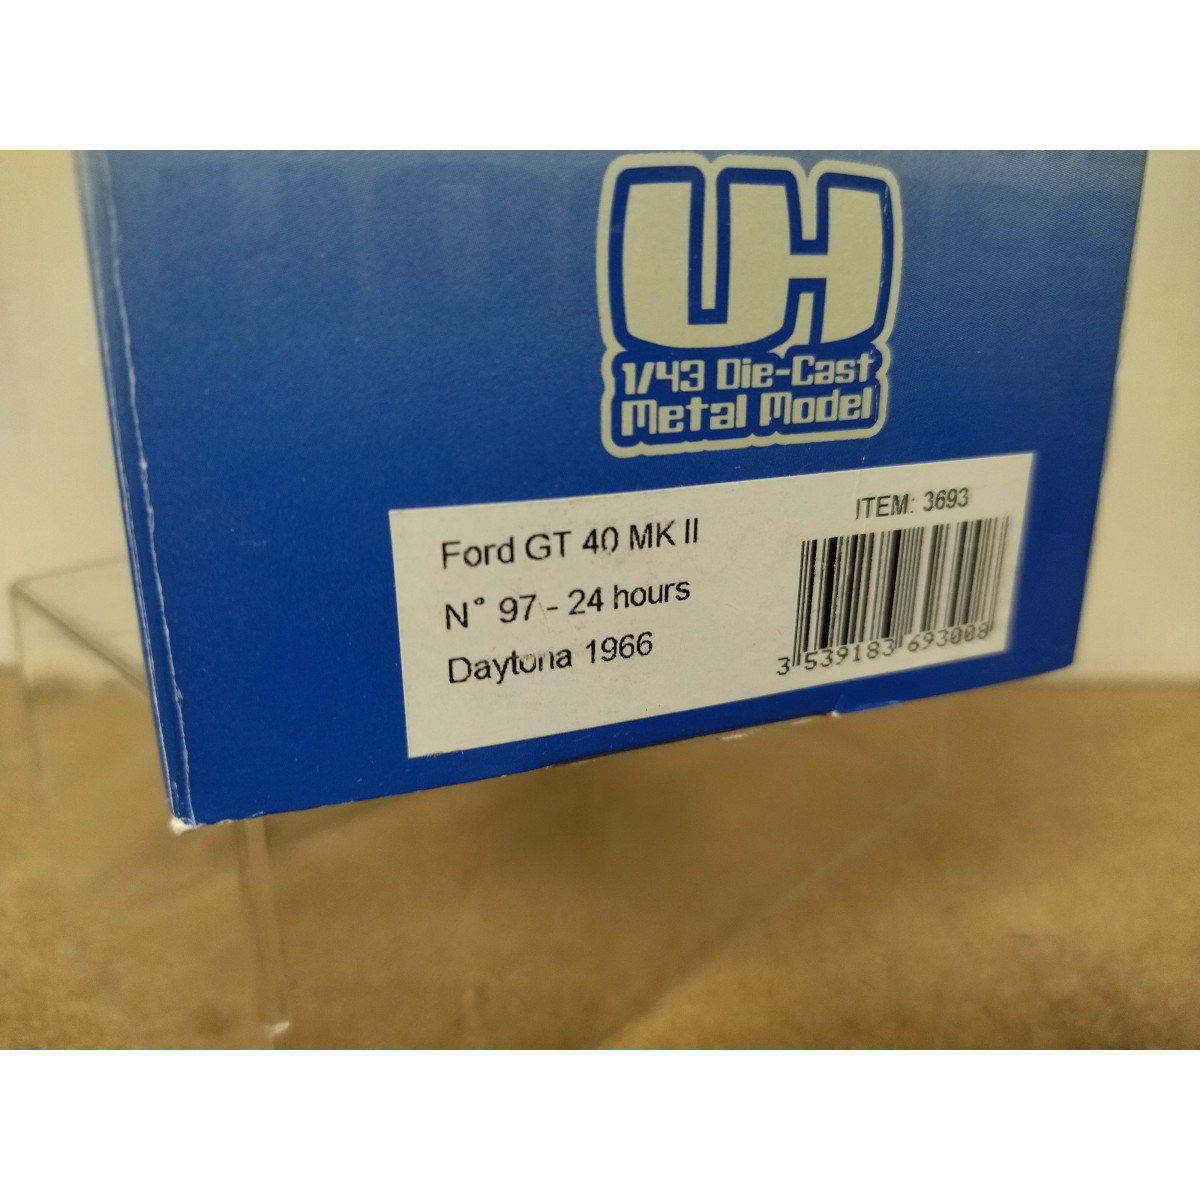 UH
1/43 Die-Cast
Metal Model
ITEM: 3693
Ford GT 40 MK II
N° 97 - 24 hours
Daytona 1966
3 539183 693008